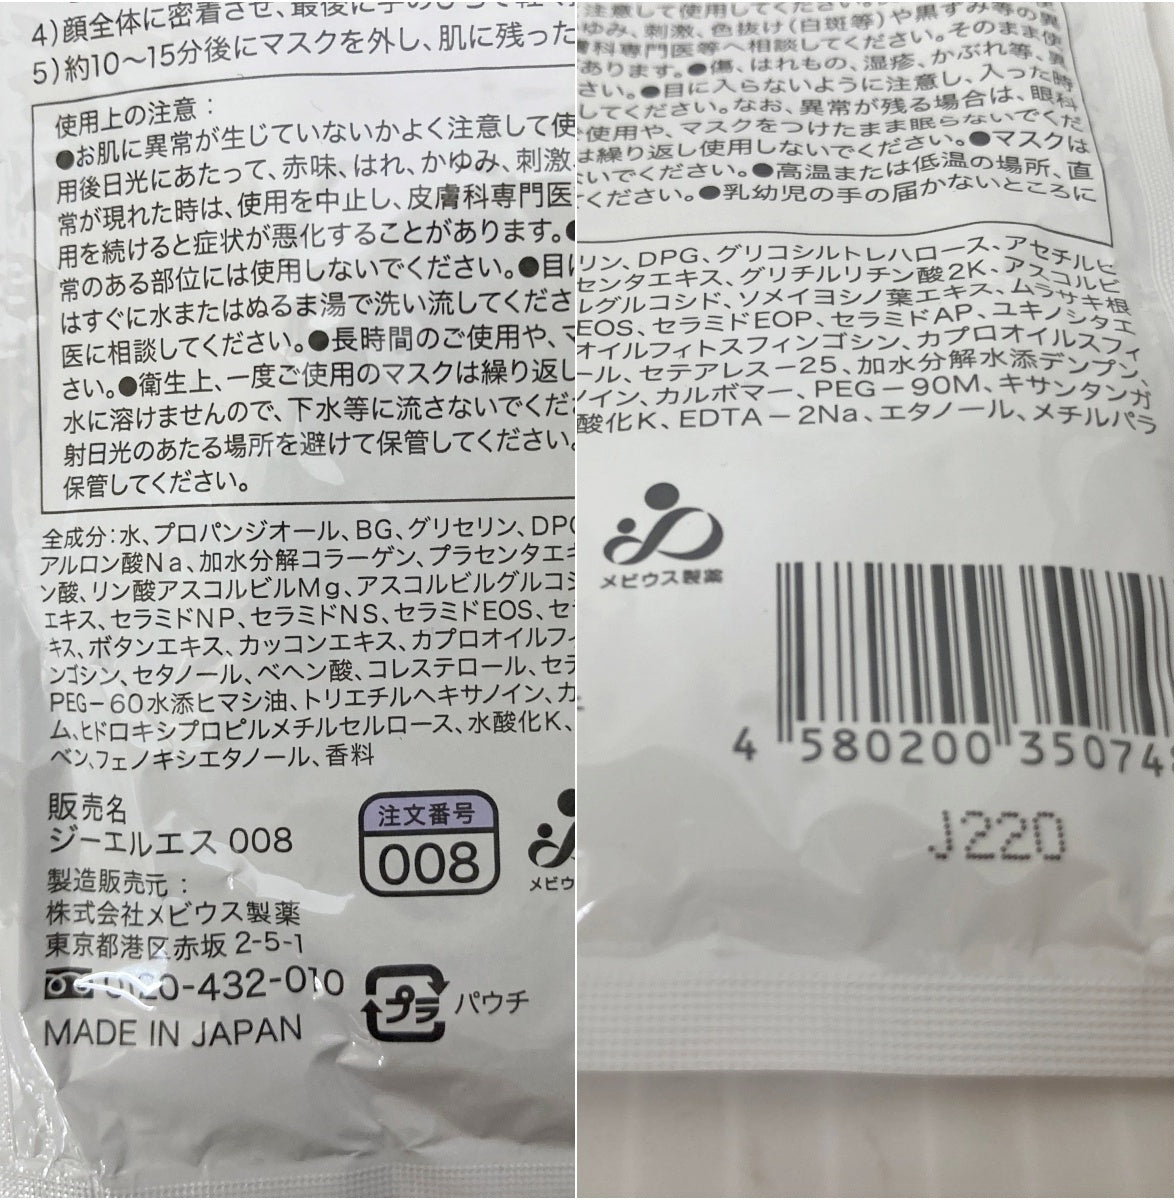 4)顔全体に密着させ、最後に手のひらで軽く
5)約10〜15分後にマスクを外し、肌に残った
使用上の注意：
●お肌に異常が生じていないかよく注意して使
用後日光にあたって、赤味、はれ、かゆみ、刺激、
常が現れた時は、使用を中止し、皮膚科専門医
用を続けると症状が悪化することがあります。●
常のある部位には使用しないでください。●目に
はすぐに水またはぬるま湯で洗い流してくださ
医に相談してください。●長時間のご使用や、マ
さい。●衛生上、一度ご使用のマスクは繰り返し
水に溶けませんので、下水等に流さないでくだ
射日光のあたる場所を避けて保管してください。
保管してください。
全成分：水、プロパンジオール、BG、グリセリン、DPG
アルロン酸Na、加水分解コラーゲン、プラセンタエキ
ン酸、リン酸アスコルビルMg、アスコルビルグルコシ
エキス、セラミドNP、セラミドNS、セラミドEOS、セ
キス、ボタンエキス、カッコンエキス、カプロオイルフィ
ンゴシン、セタノール、ベヘン酸、コレステロール、セテ
PEG－60水添ヒマシ油、トリエチルヘキサノイン、カ
ム、ヒドロキシプロピルメチルセルロース、水酸化K、
ベン、フェノキシエタノール、香料
販売名
ジーエルエス 008
製造販売元：
株式会社メビウス製薬
東京都港区赤坂 2-5-1
0120-432-010
MADE IN JAPAN
注文番号
008
メビウ
プラ
パウチ
注意して使用してください。
ゆみ、刺激、色抜け(白斑等)や黒ずみ等の異
膚科専門医等へ相談してください。そのまま使
あります。●傷、はれもの、湿疹、かぶれ等、異
さい。●目に入らないように注意し、入った時
してください。なお、異常が残る場合は、眼科
使用や、マスクをつけたまま眠らないでくだ
は繰り返し使用しないでください。●マスクは
いでください。●高温または低温の場所、直
ください。●乳幼児の手の届かないところに
リン、DPG、グリコシルトレハロース、アセチルヒ
センタエキス、グリチルリチン酸2K、アスコルビ
ルグルコシド、ソメイヨシノ葉エキス、ムラサキ根
EOS、セラミドEOP、セラミドAP、ユキノシタエ
オイルフィトスフィンゴシン、カプロオイルスフィ
ール、セテアレス－25、加水分解水添デンプン、
ノイン、カルボマー、PEG－90M、キサンタンガ
酸化K、EDTA－2Na、エタノール、メチルパラ
メビウス製薬
4 580200 35074
J220